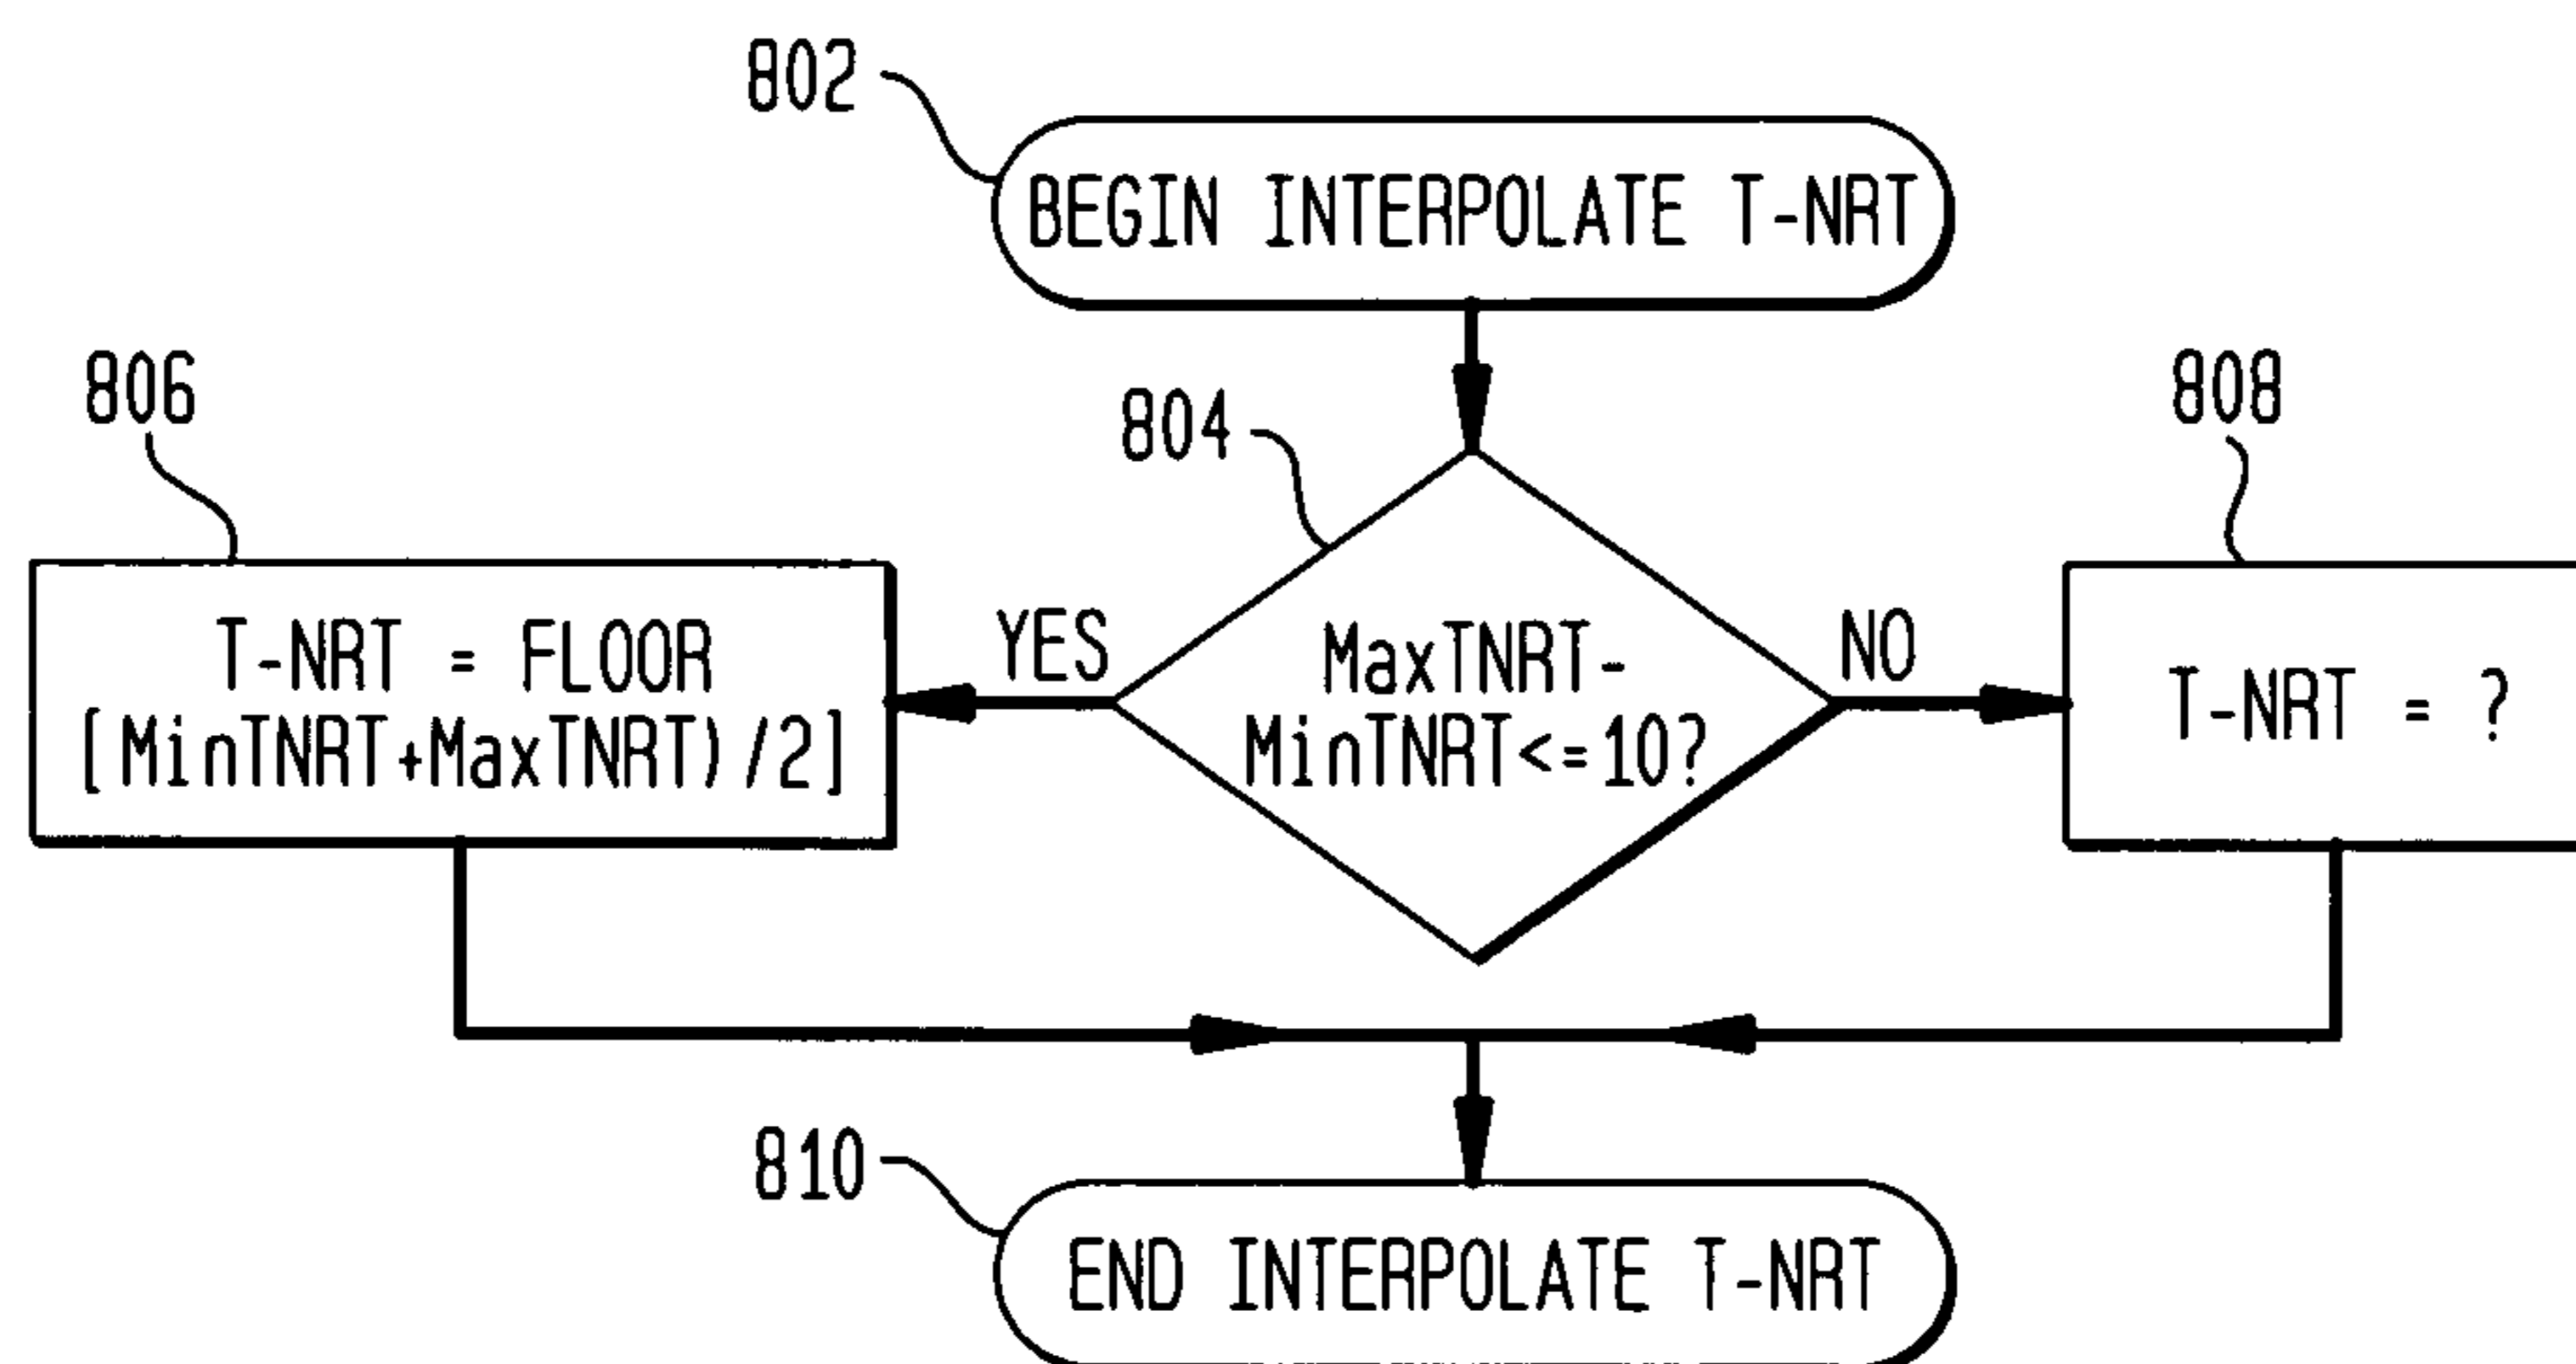 802
BEGIN INTERPOLATE T-NRT
806
804
808
YES
NO
T-NRT = FLOOR
[MinTNRT+MaxTNRT)/2]
MaxTNRT-
MinTNRT<=10?
T-NRT = ?
810
END INTERPOLATE T-NRT